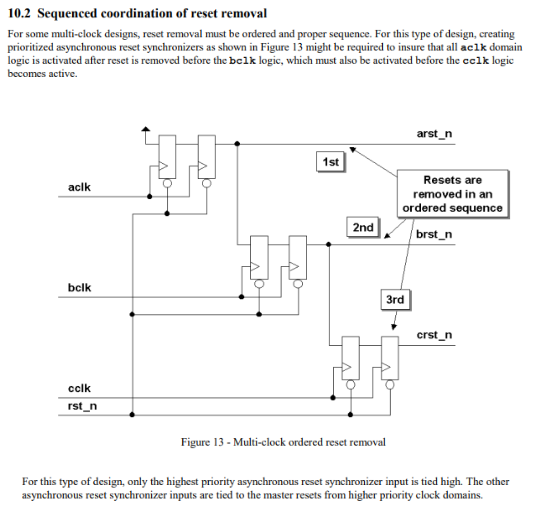 10.2 Sequenced coordination of reset removal
For some multi-clock designs, reset removal must be ordered and proper sequence. For this type of design, creating
prioritized asynchronous reset synchronizers as shown in Figure 13 might be required to insure that all aclk domain
logic is activated after reset is removed before the bclk logic, which must also be activated before the cclk logic
becomes active.
arst_n
1st
Resets are
removed in an
ordered sequence
aclk
2nd
brst_n
bclk
3rd
crst_n
cclk
rst_n
Figure 13 - Multi-clock ordered reset removal
For this type of design, only the highest priority asynchronous reset synchronizer input is tied high. The other
asynchronous reset synchronizer inputs are tied to the master resets from higher priority clock domains.